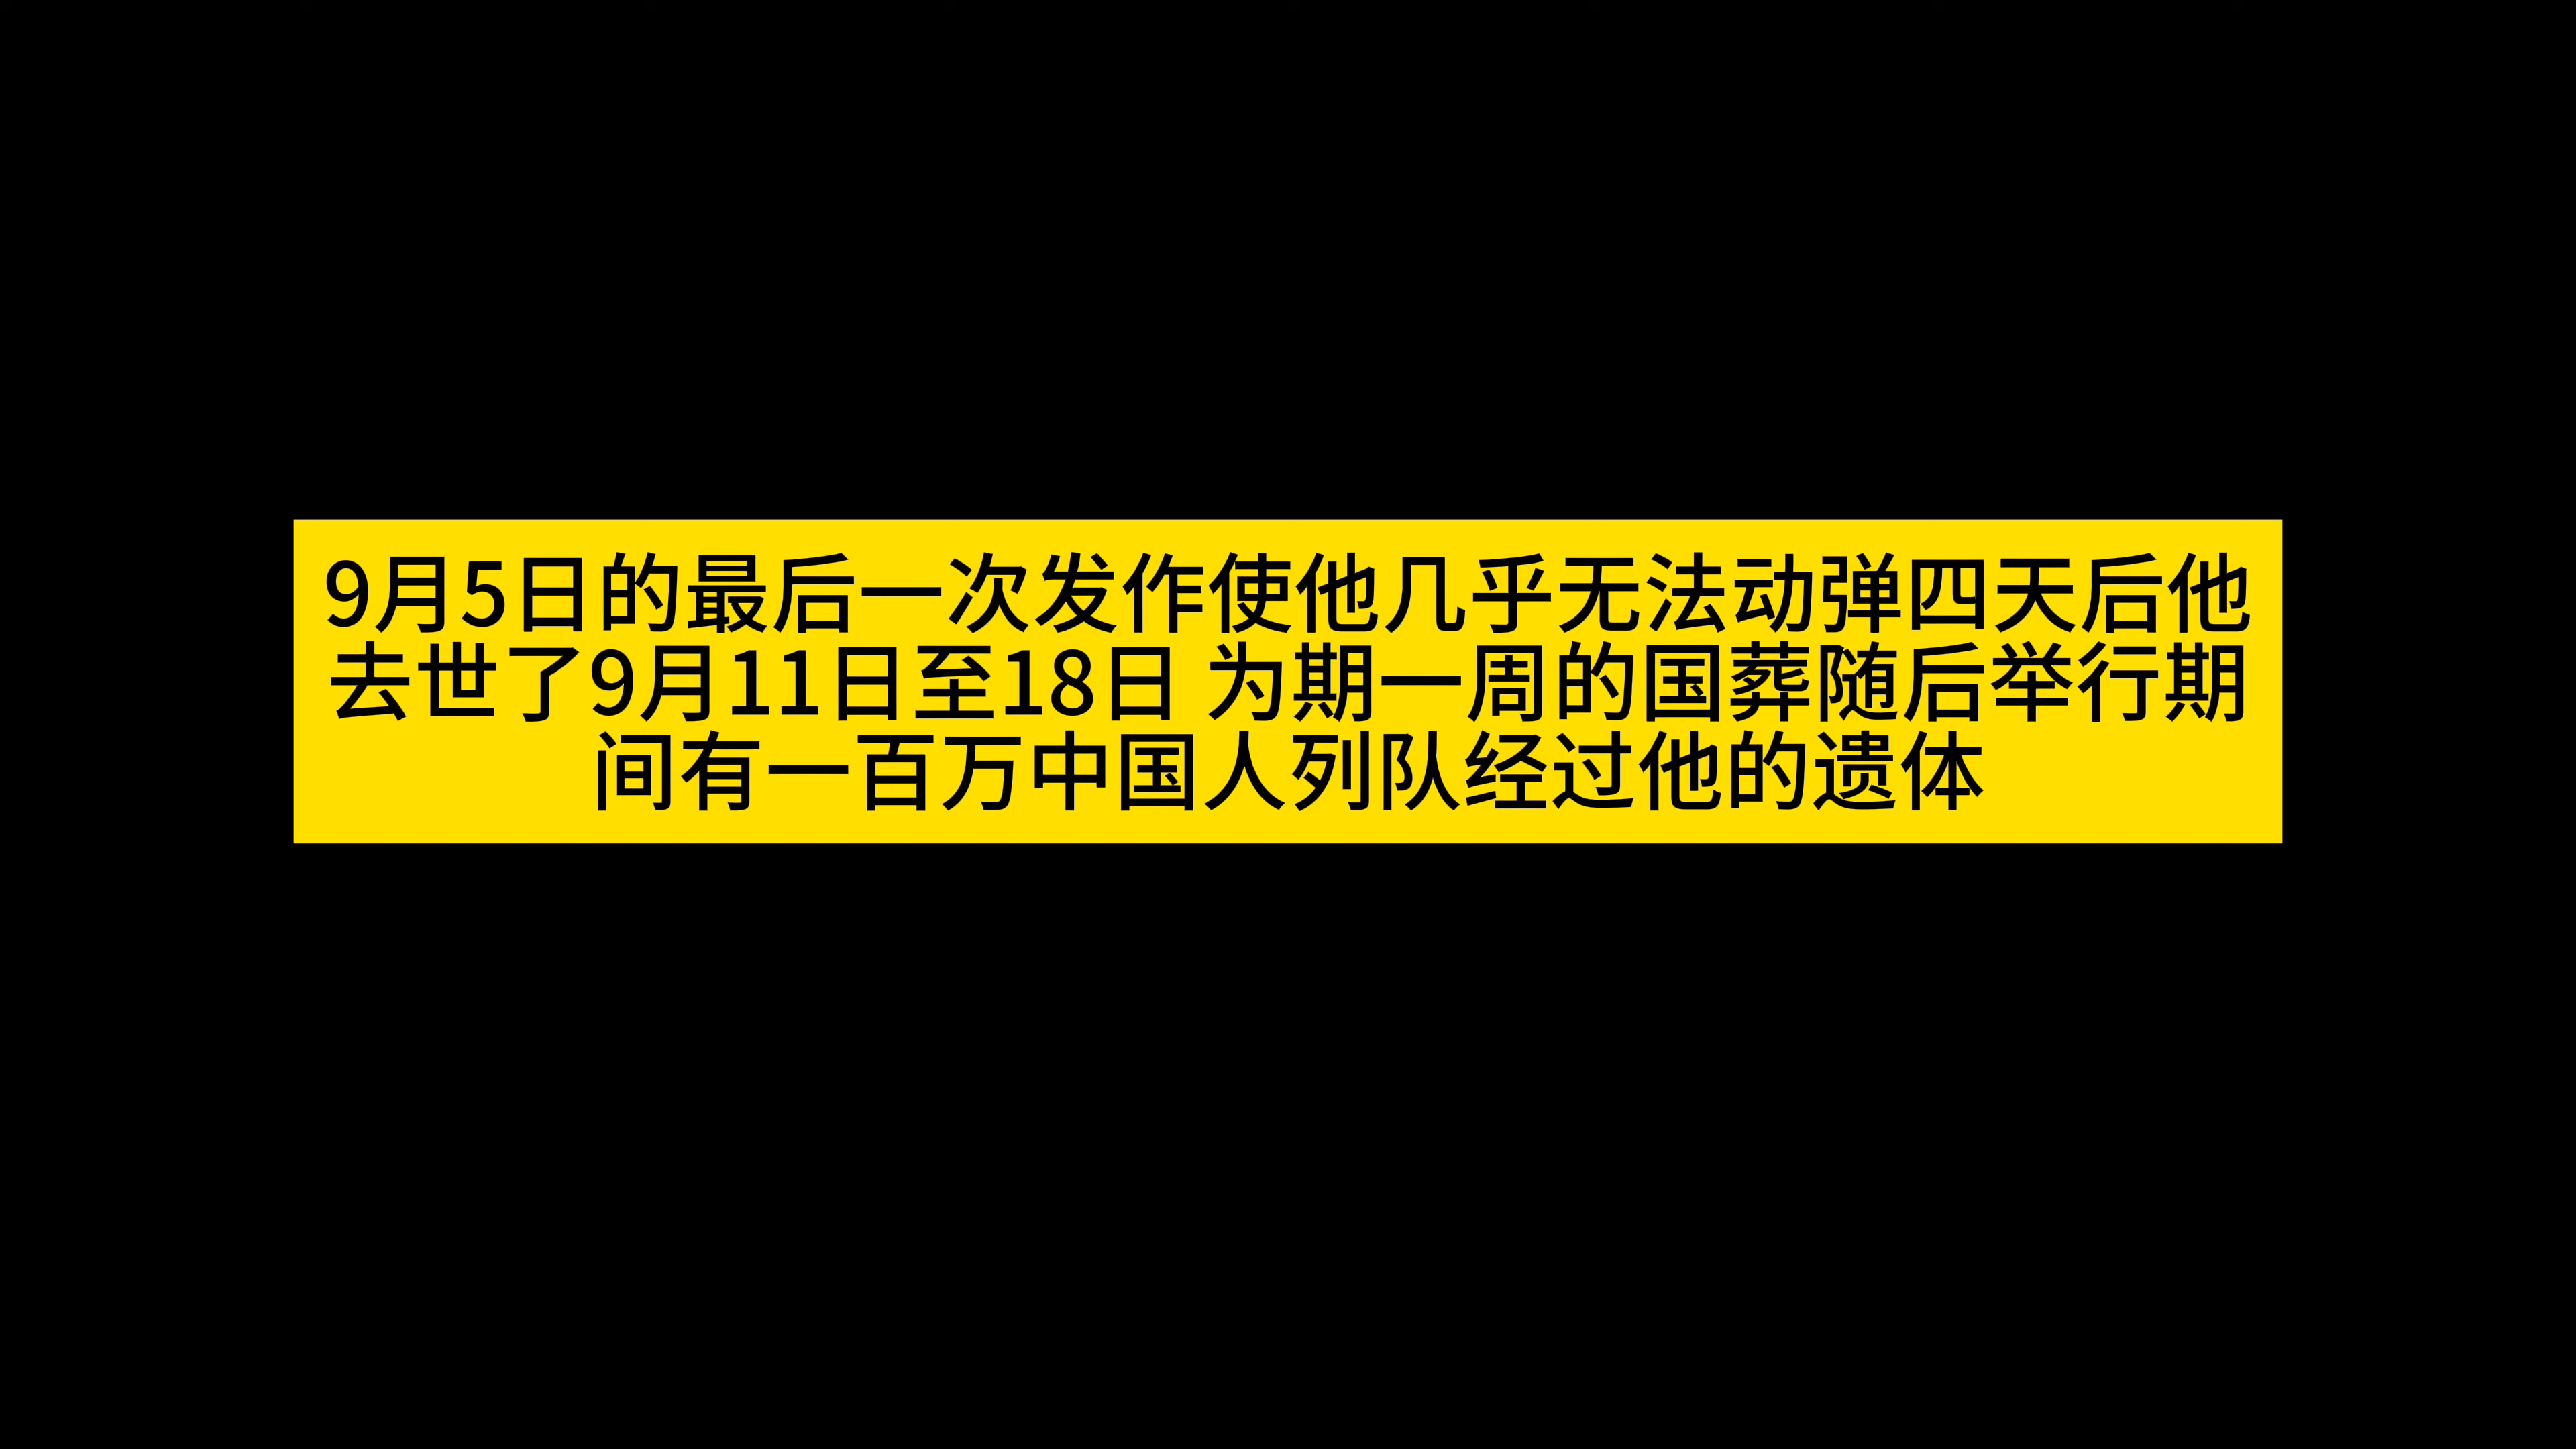 9月5日的最后一次发作使他几乎无法动弹四天后他
去世了9月11日至18日 为期一周的国葬随后举行期
间有一百万中国人列队经过他的遗体